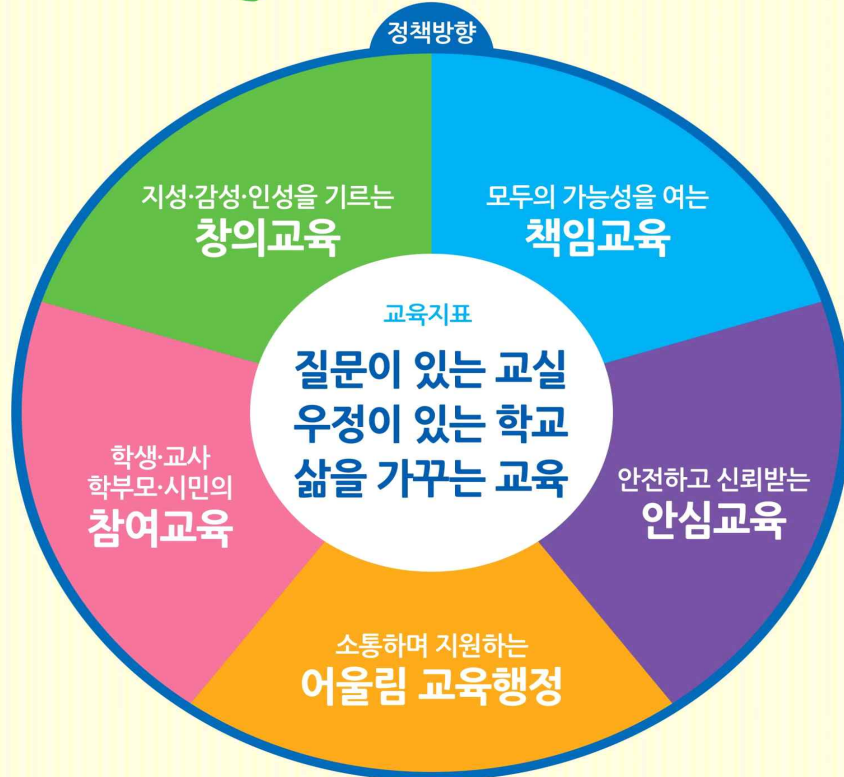 정책방향
지성·감성·인성을 기르는
창의교육
모두의 가능성을 여는
책임교육
교육지표
질문이 있는 교실
우정이 있는 학교
삶을 가꾸는 교육
학생·교사
학부모·시민의
참여교육
안전하고 신뢰받는
안심교육
소통하며 지원하는
어울림 교육행정